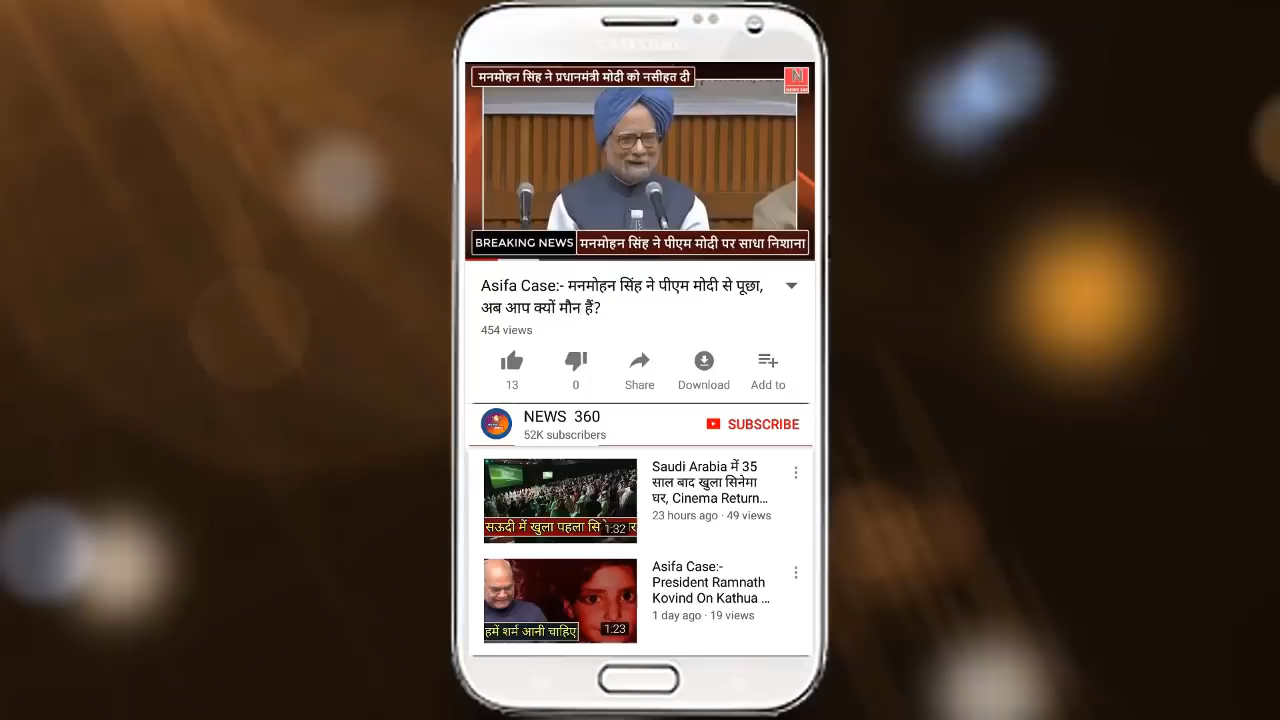 मनमोहन सिंह ने प्रधानमंत्री मोदी को नसीहत दी
N
NEWS 360
BREAKING NEWS मनमोहन सिंह ने पीएम मोदी पर साधा निशाना
Asifa Case:- मनमोहन सिंह ने पीएम मोदी से पूछा,
अब आप क्यों मौन हैं?
454 views
13 0 Share Download Add to
NEWS 360
52K subscribers
SUBSCRIBE
Saudi Arabia में 35
साल बाद खुला सिनेमा
घर, Cinema Return...
23 hours ago · 49 views
सऊदी में खुला पहला
1:32
Asifa Case:-
President Ramnath
Kovind On Kathua ...
1 day ago · 19 views
हमें शर्म आनी चाहिए
1:23